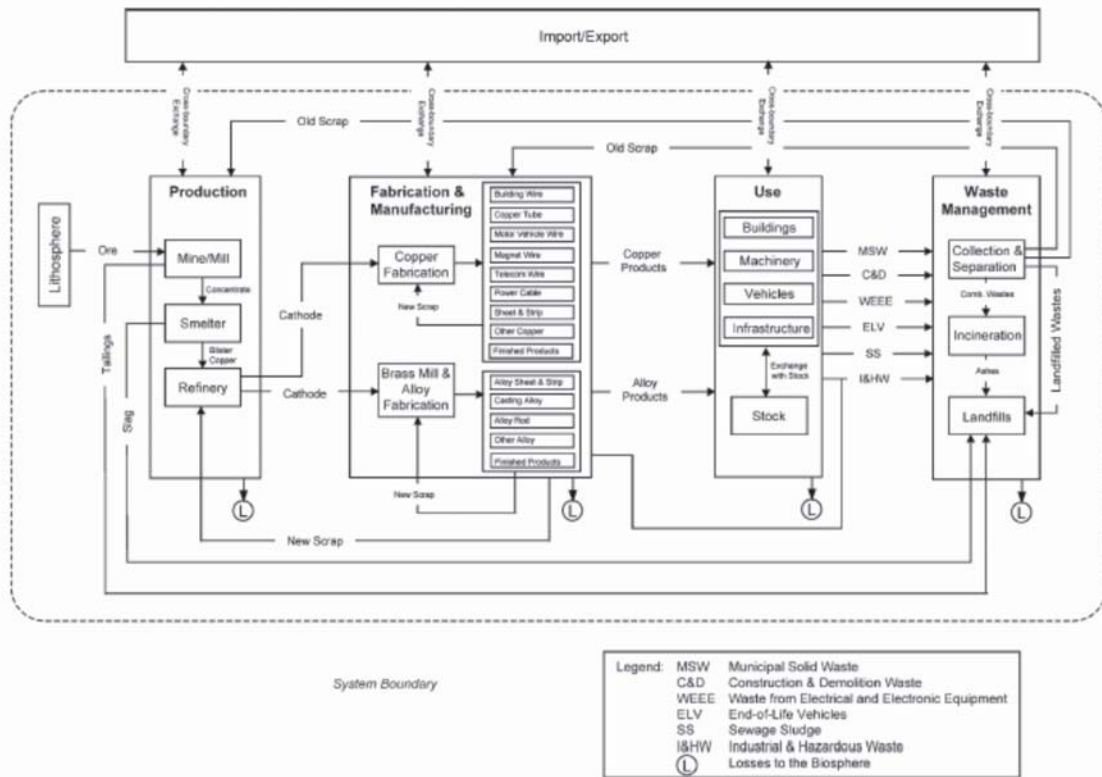 Import/Export
Cross-boundary
Exchange
Cross-boundary
Exchange
Cross-boundary
Exchange
Cross-boundary
Exchange
Old Scrap
Old Scrap
Lithosphere
Ore
Tailings
Slag
Production
Mine/Mill
Concentrate
Smelter
Blister
Copper
Refinery
Cathode
Cathode
New Scrap
Fabrication &
Manufacturing
Copper
Fabrication
New Scrap
Brass Mill &
Alloy
Fabrication
New Scrap
Building Wire
Copper Tube
Motor Vehicle Wire
Magnet Wire
Telecom Wire
Power Cable
Sheet & Strip
Other Copper
Finished Products
Alloy Sheet & Strip
Casting Alloy
Alloy Rod
Other Alloy
Finished Products
Copper
Products
Alloy
Products
Use
Buildings
Machinery
Vehicles
Infrastructure
Exchange
with Stock
Stock
MSW
C&D
WEEE
ELV
SS
I&HW
Waste
Management
Collection &
Separation
Comb. Wastes
Incineration
Ashes
Landfills
Landfilled Wastes
L
L
L
L
System Boundary
Legend: MSW Municipal Solid Waste
C&D Construction & Demolition Waste
WEEE Waste from Electrical and Electronic Equipment
ELV End-of-Life Vehicles
SS Sewage Sludge
I&HW Industrial & Hazardous Waste
L Losses to the Biosphere